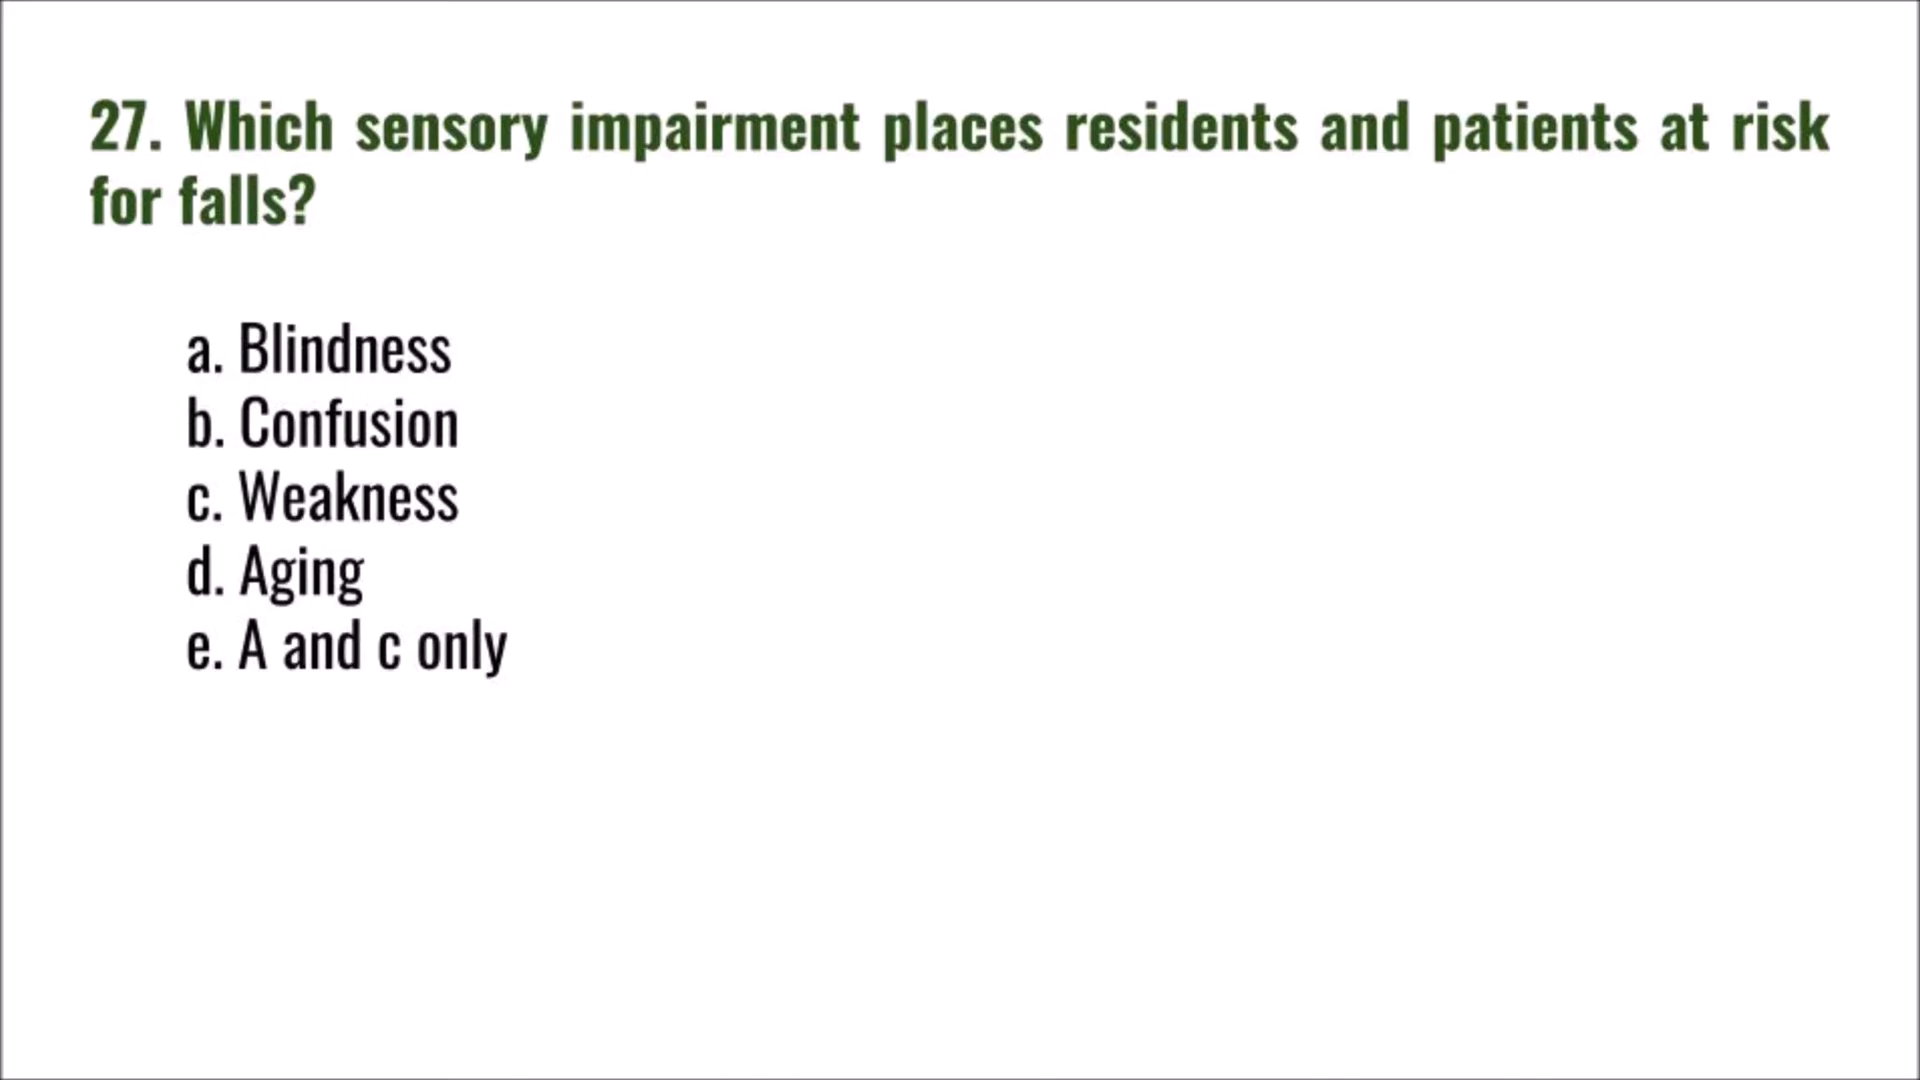 27. Which sensory impairment places residents and patients at risk
for falls?
a. Blindness
b. Confusion
c. Weakness
d. Aging
e. A and c only